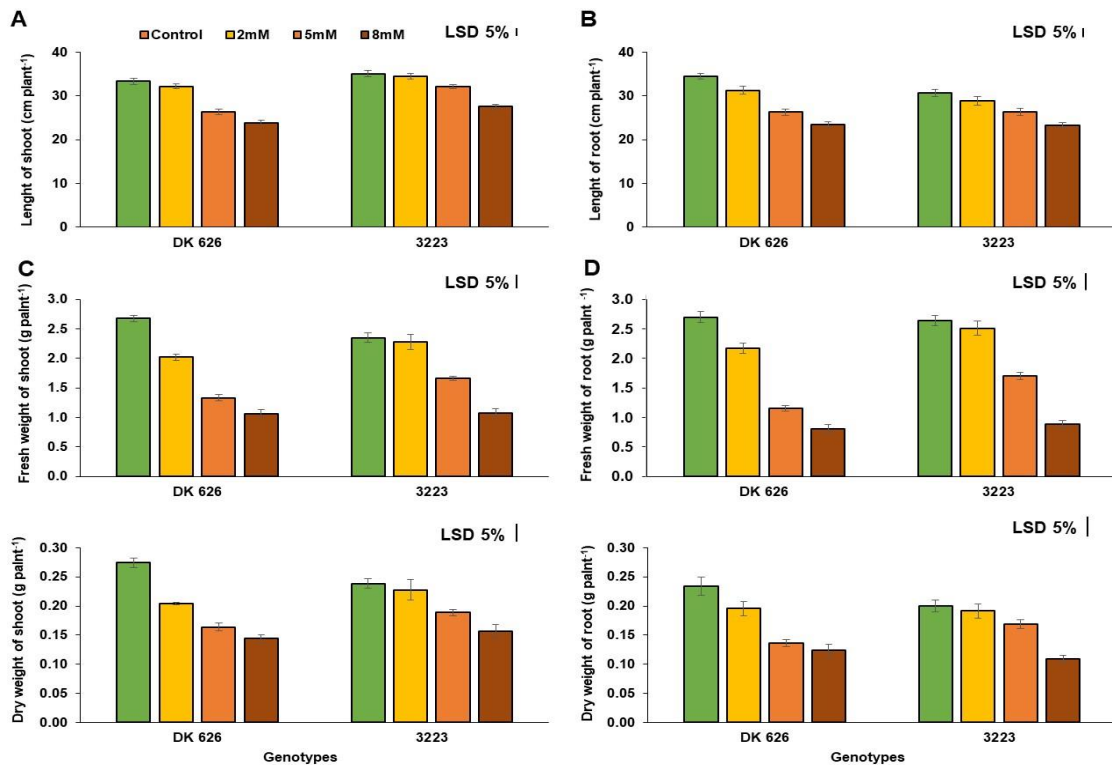 A
Control 2mM 5mM 8mM
LSD 5%
Lenght of shoot (cm plant-1)
40
30
20
10
0
DK 626 3223
B
LSD 5%
Lenght of root (cm plant-1)
40
30
20
10
0
DK 626 3223
C
LSD 5%
Fresh weight of shoot (g palnt-1)
3.0
2.5
2.0
1.5
1.0
0.5
0.0
DK 626 3223
D
LSD 5%
Fresh weight of root (g palnt -1)
3.0
2.5
2.0
1.5
1.0
0.5
0.0
DK 626 3223
LSD 5%
Dry weight of shoot (g palnt-1)
0.30
0.25
0.20
0.15
0.10
0.05
0.00
DK 626 3223
Genotypes
LSD 5%
Dry weight of root (g palnt-1)
0.30
0.25
0.20
0.15
0.10
0.05
0.00
DK 626 3223
Genotypes